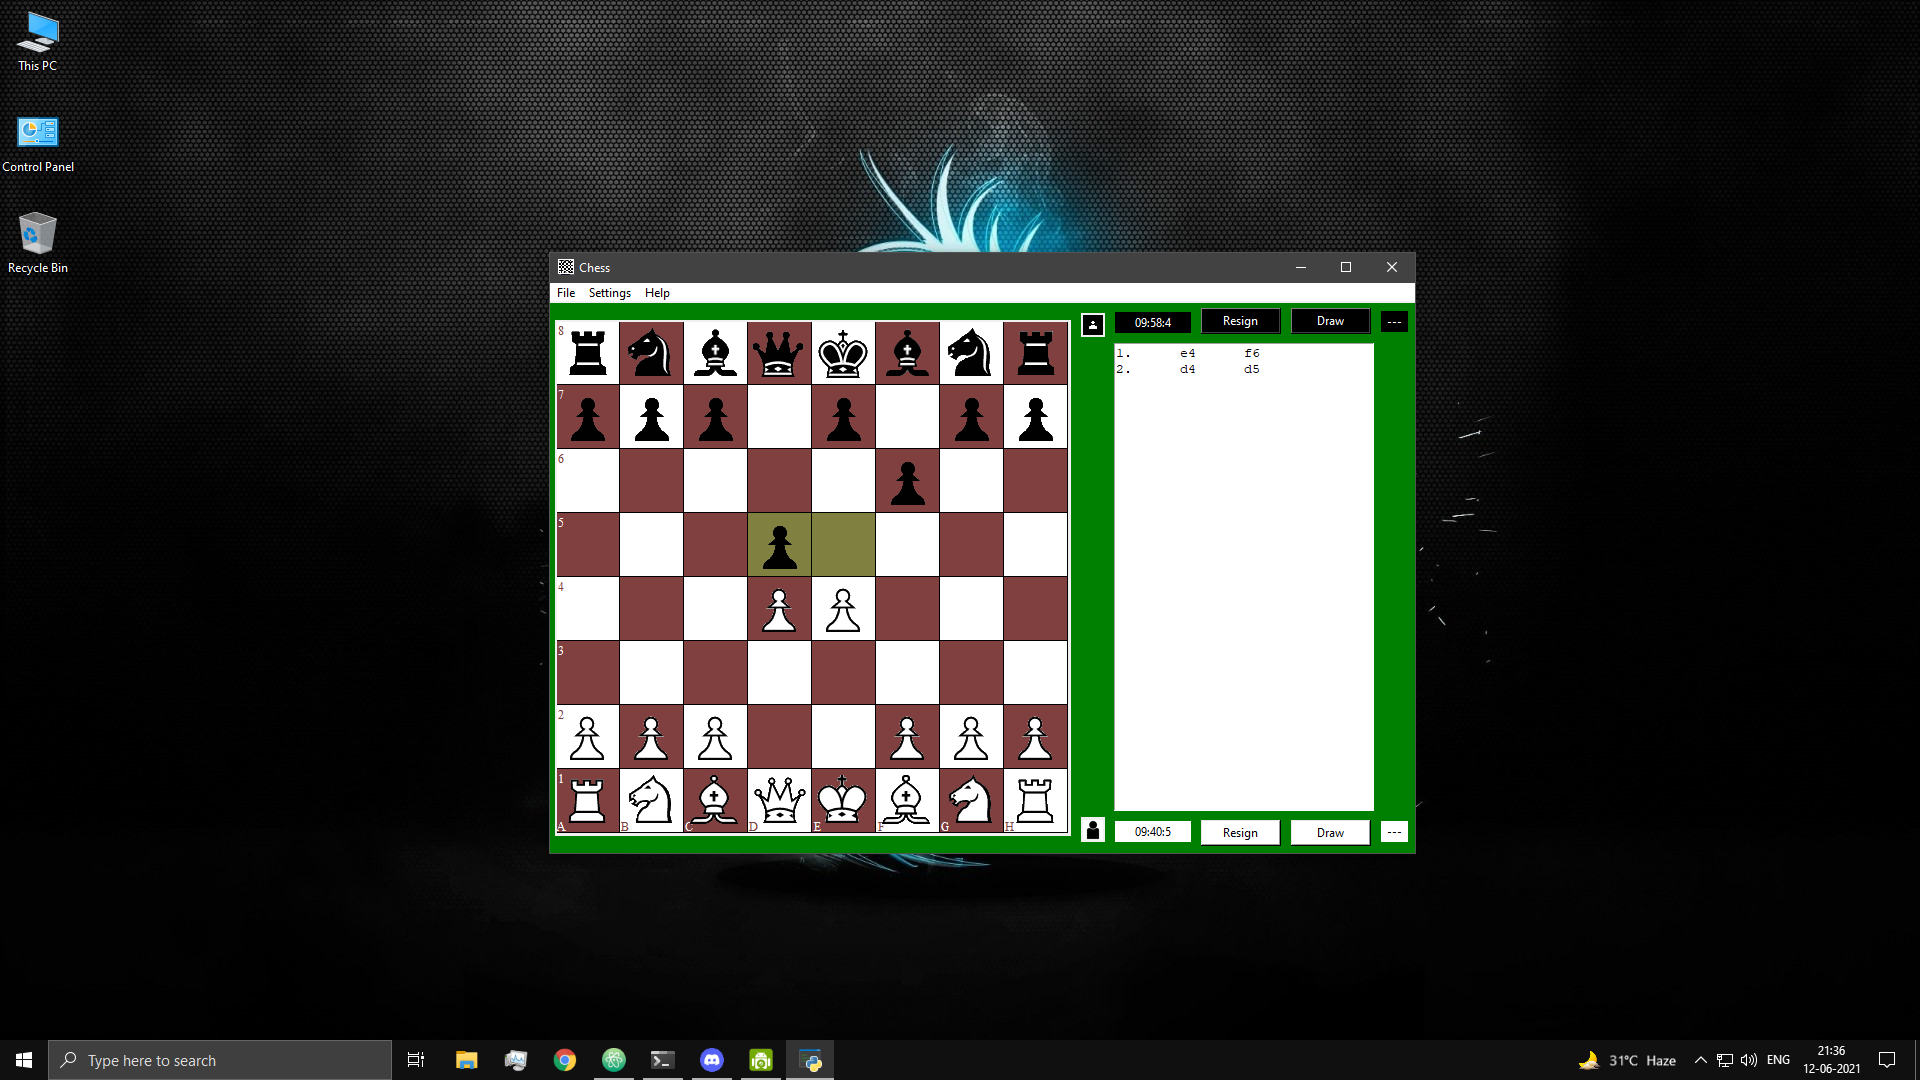 This PC
Control Panel
Recycle Bin
Chess
File Settings Help
09:58:4 Resign Draw ---
1. e4 f6
2. d4 d5
8
7
6
5
4
3
2
1
A B C D E F G H
09:40:5 Resign Draw ---
Type here to search
31°C Haze
ENG
21:36
12-06-2021